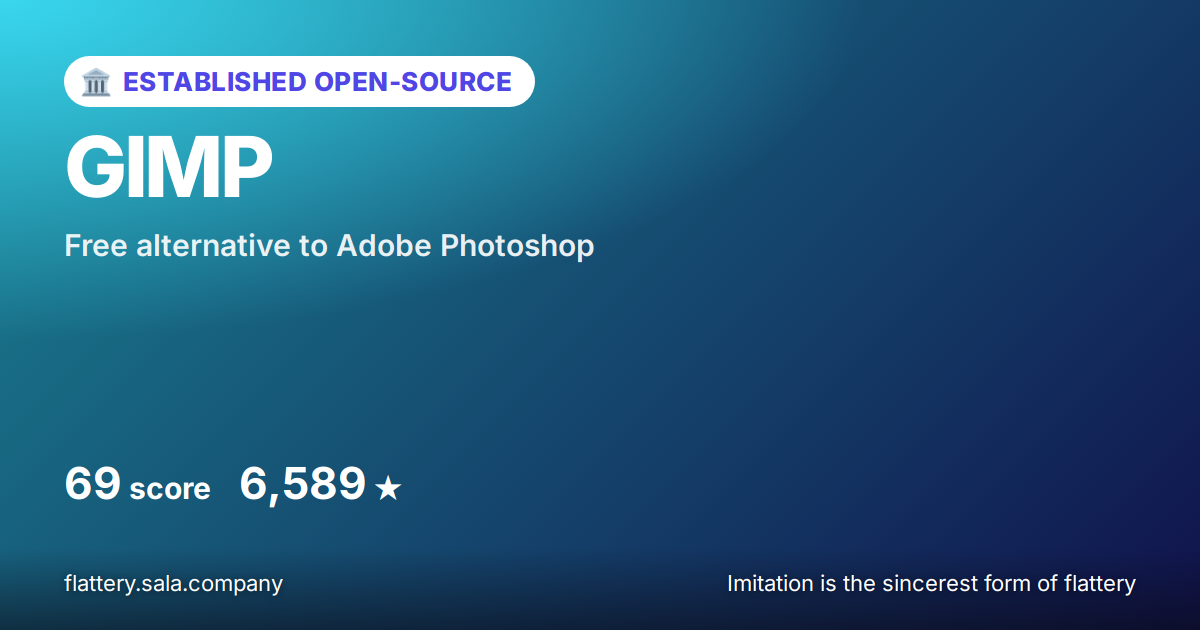 🏛️ ESTABLISHED OPEN-SOURCE
GIMP
Free alternative to Adobe Photoshop
69 score 6,589 ★
flattery.sala.company
Imitation is the sincerest form of flattery